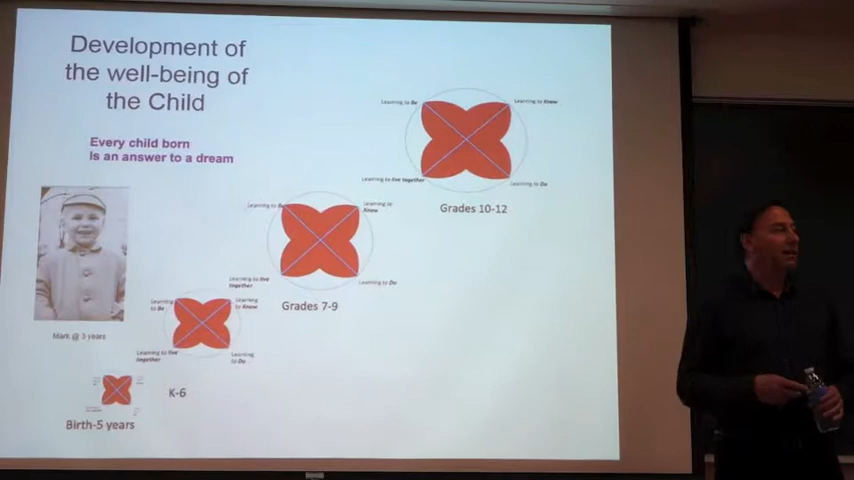 Development of
the well-being of
the Child
Every child born
Is an answer to a dream
Mark @ 3 years
Learning to Be
Learning to Know
Learning to live together
Learning to Do
Grades 10-12
Learning to Be
Learning to
Know
Learning to live
together
Learning to Do
Grades 7-9
Learning
to Be
Learning
to Know
Learning to live
together
Learning
to Do
K-6
Birth-5 years